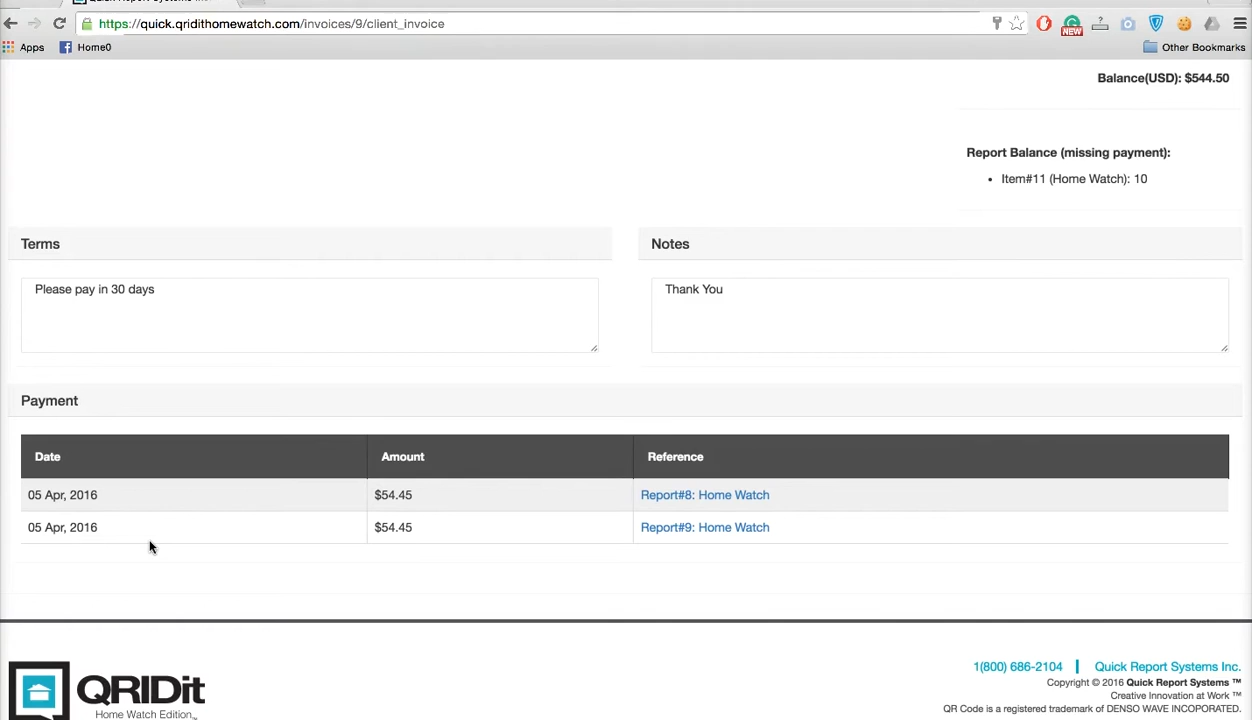 https://quick.qridithomewatch.com/invoices/9/client_invoice
NEW
Apps
Home0
Other Bookmarks
Balance(USD): $544.50
Report Balance (missing payment):
• Item#11 (Home Watch): 10
Terms
Notes
Please pay in 30 days
Thank You
Payment
Date Amount Reference
05 Apr, 2016 $54.45 Report#8: Home Watch
05 Apr, 2016 $54.45 Report#9: Home Watch
QRIDit
Home Watch Edition™
1(800) 686-2104 | Quick Report Systems Inc.
Copyright © 2016 Quick Report Systems ™
Creative Innovation at Work ™
QR Code is a registered trademark of DENSO WAVE INCOPORATED.